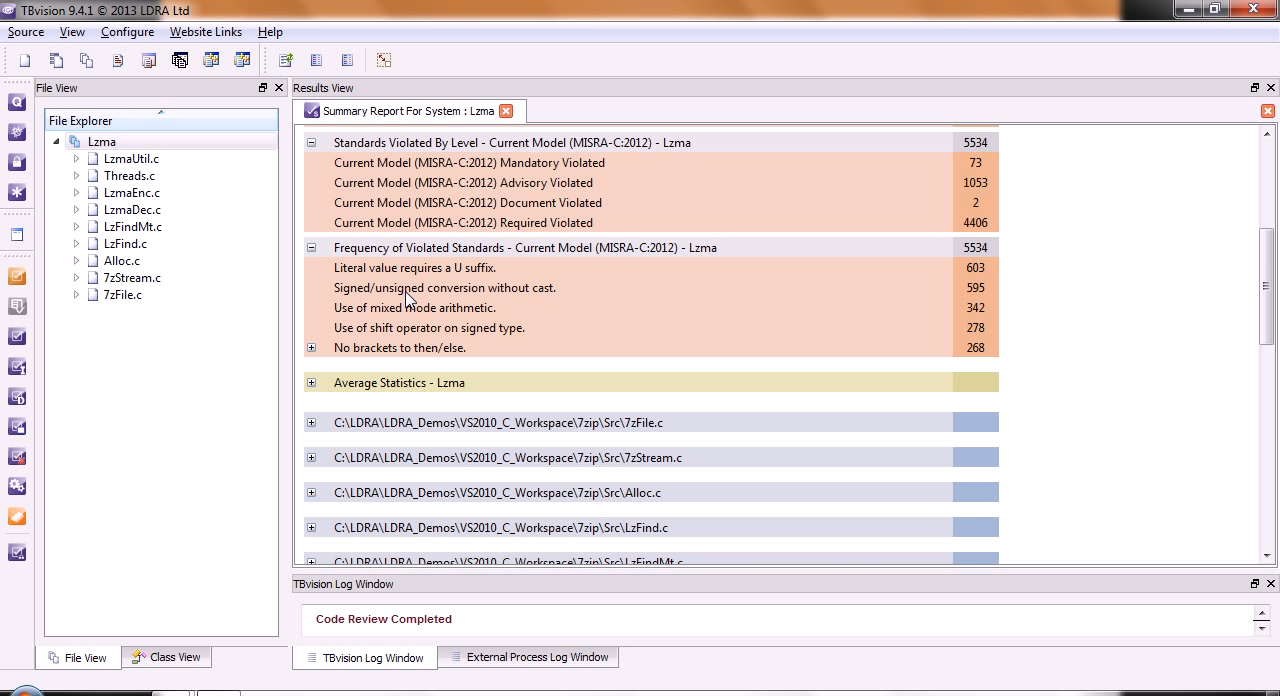 TBvision 9.4.1 © 2013 LDRA Ltd
Source View Configure Website Links Help
File View
Results View
File Explorer
Lzma
LzmaUtil.c
Threads.c
LzmaEnc.c
LzmaDec.c
LzFindMt.c
LzFind.c
Alloc.c
7zStream.c
7zFile.c
Summary Report For System : Lzma
Standards Violated By Level - Current Model (MISRA-C:2012) - Lzma 5534
Current Model (MISRA-C:2012) Mandatory Violated 73
Current Model (MISRA-C:2012) Advisory Violated 1053
Current Model (MISRA-C:2012) Document Violated 2
Current Model (MISRA-C:2012) Required Violated 4406
Frequency of Violated Standards - Current Model (MISRA-C:2012) - Lzma 5534
Literal value requires a U suffix. 603
Signed/unsigned conversion without cast. 595
Use of mixed mode arithmetic. 342
Use of shift operator on signed type. 278
No brackets to then/else. 268
Average Statistics - Lzma
C:\LDRA\LDRA_Demos\VS2010_C_Workspace\7zip\Src\7zFile.c
C:\LDRA\LDRA_Demos\VS2010_C_Workspace\7zip\Src\7zStream.c
C:\LDRA\LDRA_Demos\VS2010_C_Workspace\7zip\Src\Alloc.c
C:\LDRA\LDRA_Demos\VS2010_C_Workspace\7zip\Src\LzFind.c
C:\LDRA\LDRA_Demos\VS2010_C_Workspace\7zip\Src\LzFindMt.c
TBvision Log Window
Code Review Completed
File View Class View
TBvision Log Window External Process Log Window